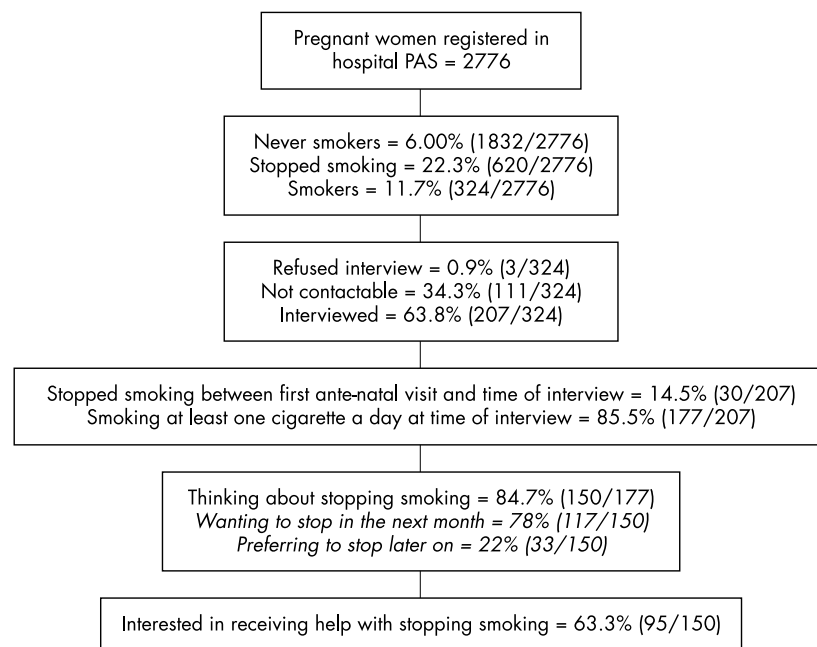 Pregnant women registered in
hospital PAS = 2776
Never smokers = 6.00% (1832/2776)
Stopped smoking = 22.3% (620/2776)
Smokers = 11.7% (324/2776)
Refused interview = 0.9% (3/324)
Not contactable = 34.3% (111/324)
Interviewed = 63.8% (207/324)
Stopped smoking between first ante-natal visit and time of interview = 14.5% (30/207)
Smoking at least one cigarette a day at time of interview = 85.5% (177/207)
Thinking about stopping smoking = 84.7% (150/177)
Wanting to stop in the next month = 78% (117/150)
Preferring to stop later on = 22% (33/150)
Interested in receiving help with stopping smoking = 63.3% (95/150)